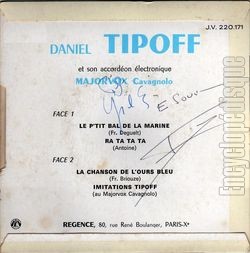 J.V. 220.171
DANIEL TIPOFF
et son accordéon électronique
MAJORVOX Cavagnolo
FACE 1
LE P'TIT BAL DE LA MARINE
(Fr. Deguelt)
RA TA TA TA
(Antoine)
FACE 2
LA CHANSON DE L'OURS BLEU
(Fr. Briouze)
IMITATIONS TIPOFF
(au Majorvox Cavagnolo)
REGENCE, 80, rue René Boulanger, PARIS-Xe